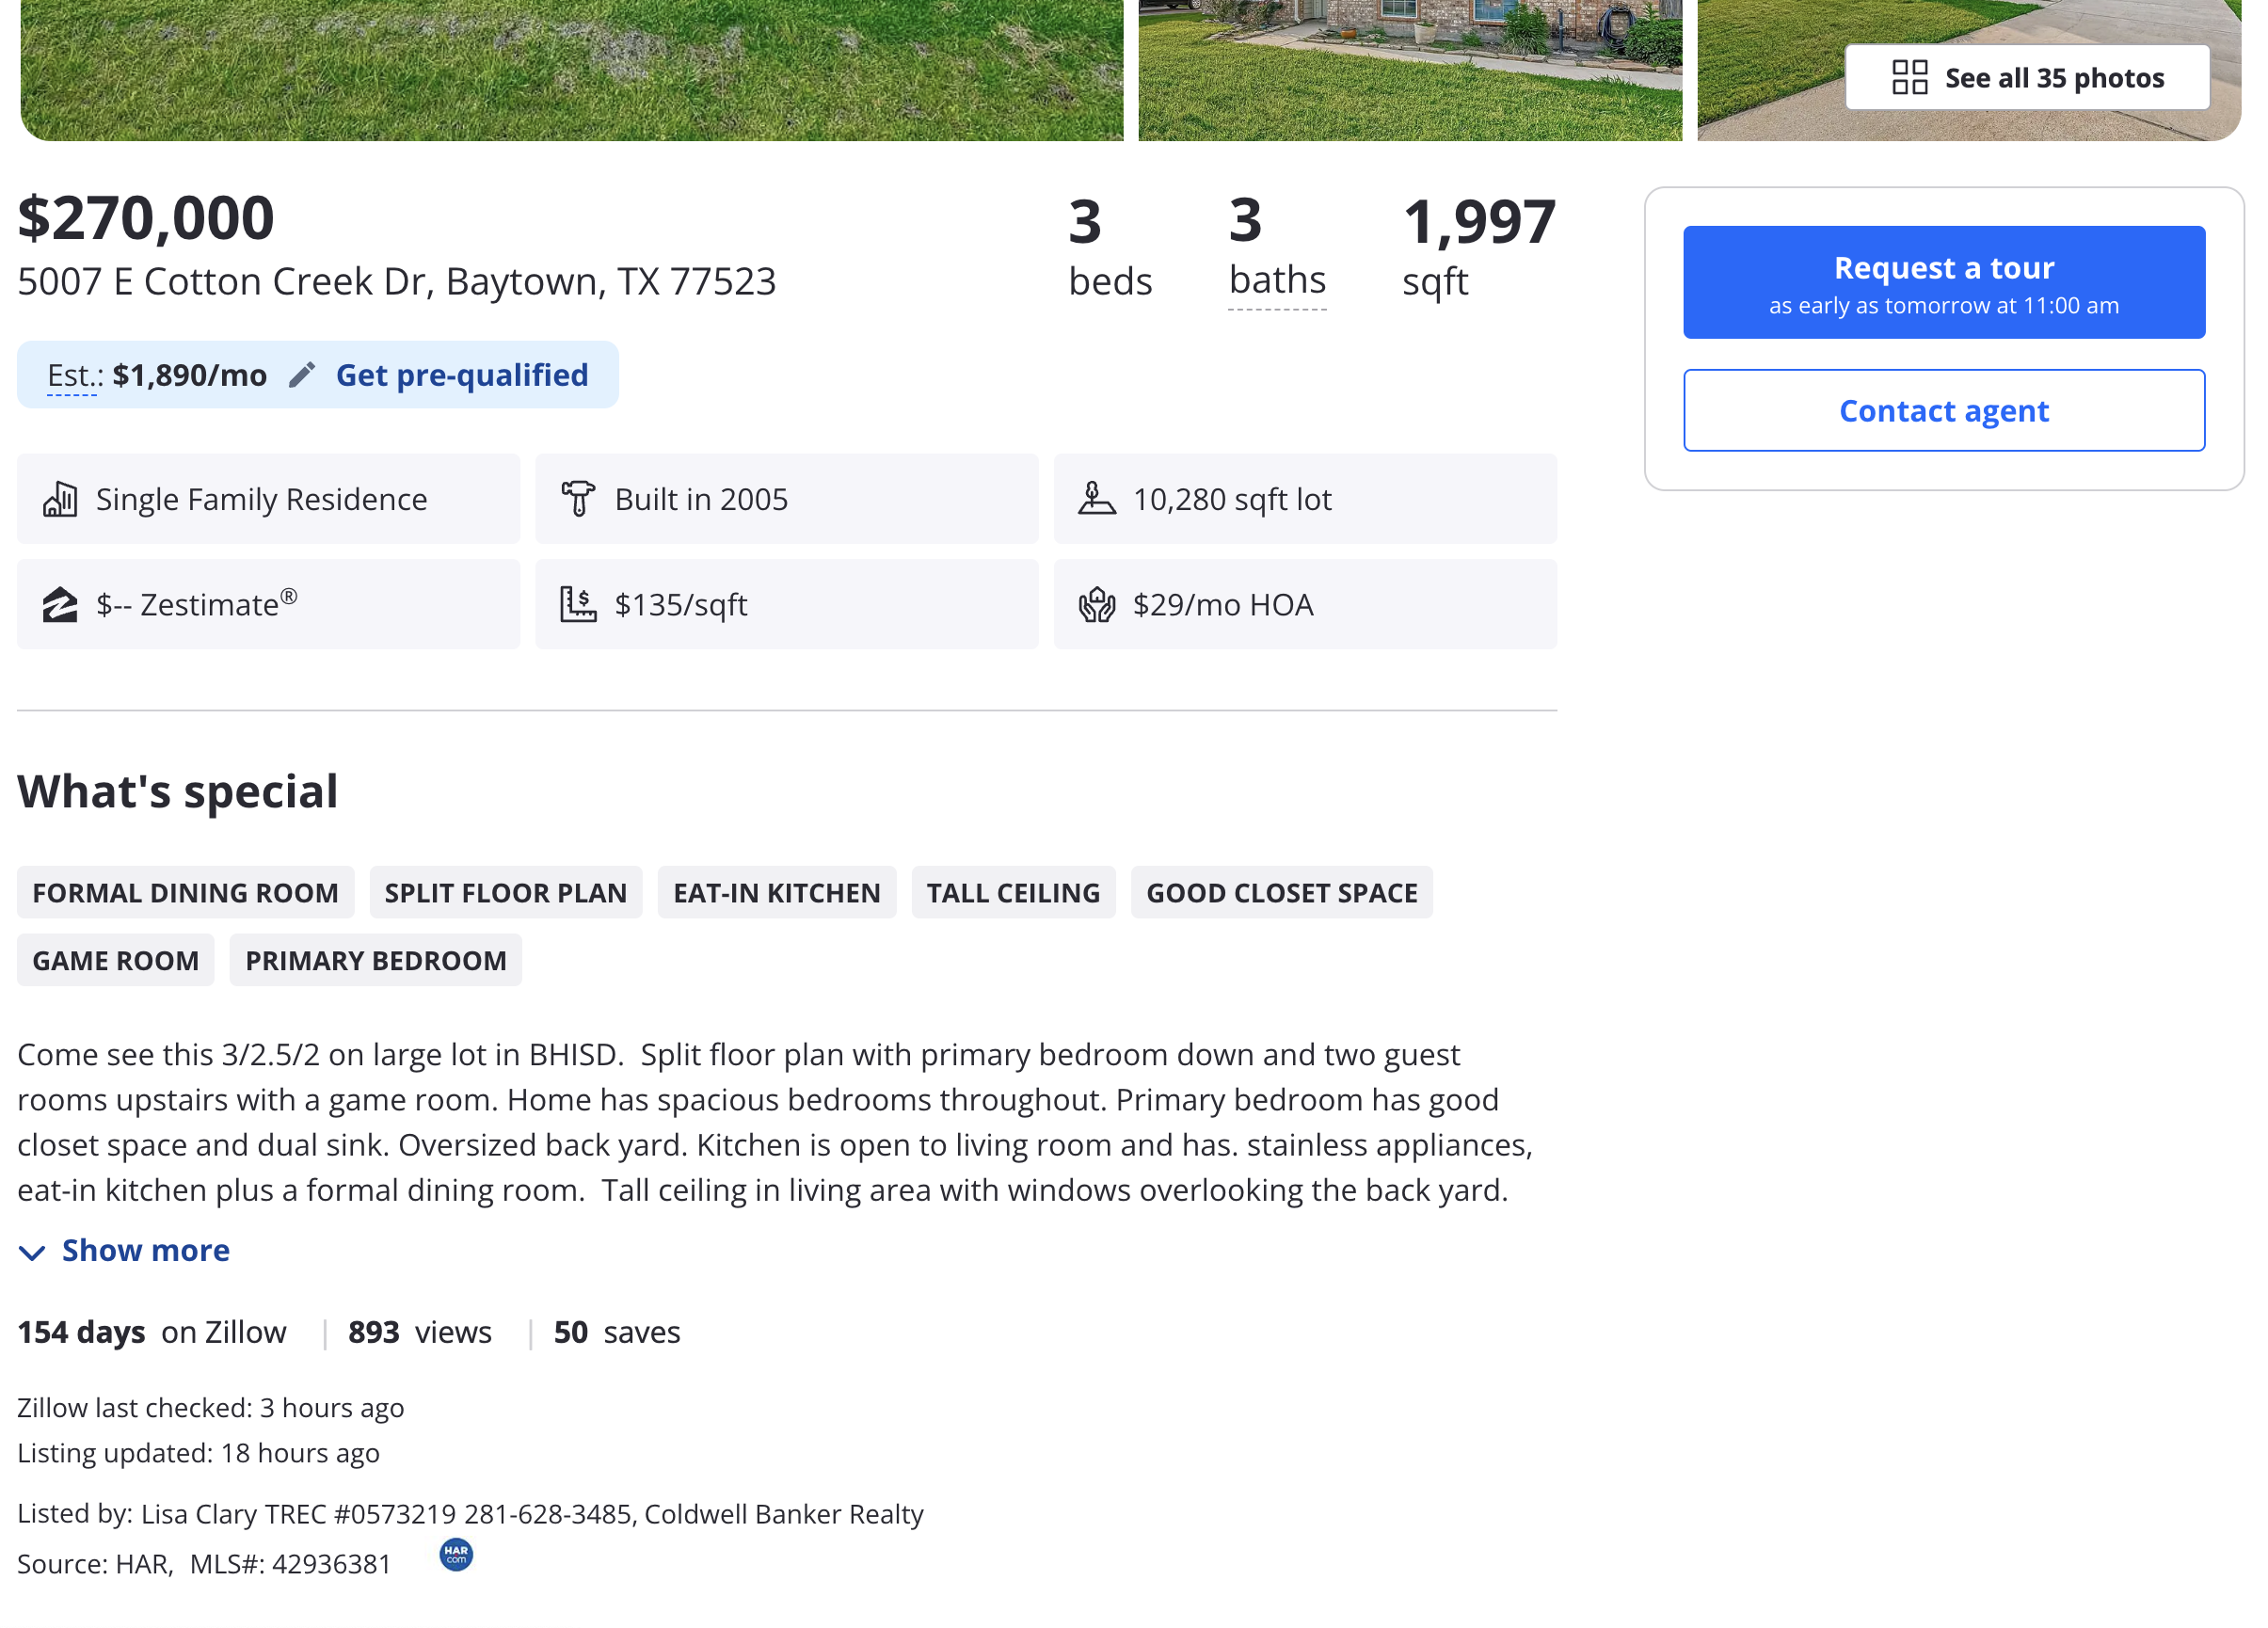 See all 35 photos
$270,000
5007 E Cotton Creek Dr, Baytown, TX 77523
3
beds
3
baths
1,997
sqft
Request a tour
as early as tomorrow at 11:00 am
Contact agent
Est.: $1,890/mo Get pre-qualified
Single Family Residence
Built in 2005
10,280 sqft lot
$-- Zestimate®
$135/sqft
$29/mo HOA
What's special
FORMAL DINING ROOM SPLIT FLOOR PLAN EAT-IN KITCHEN TALL CEILING GOOD CLOSET SPACE
GAME ROOM PRIMARY BEDROOM
Come see this 3/2.5/2 on large lot in BHISD.  Split floor plan with primary bedroom down and two guest
rooms upstairs with a game room. Home has spacious bedrooms throughout. Primary bedroom has good
closet space and dual sink. Oversized back yard. Kitchen is open to living room and has. stainless appliances,
eat-in kitchen plus a formal dining room.  Tall ceiling in living area with windows overlooking the back yard.
Show more
154 days on Zillow | 893 views | 50 saves
Zillow last checked: 3 hours ago
Listing updated: 18 hours ago
Listed by: Lisa Clary TREC #0573219 281-628-3485, Coldwell Banker Realty
Source: HAR,  MLS#: 42936381
HAR
com